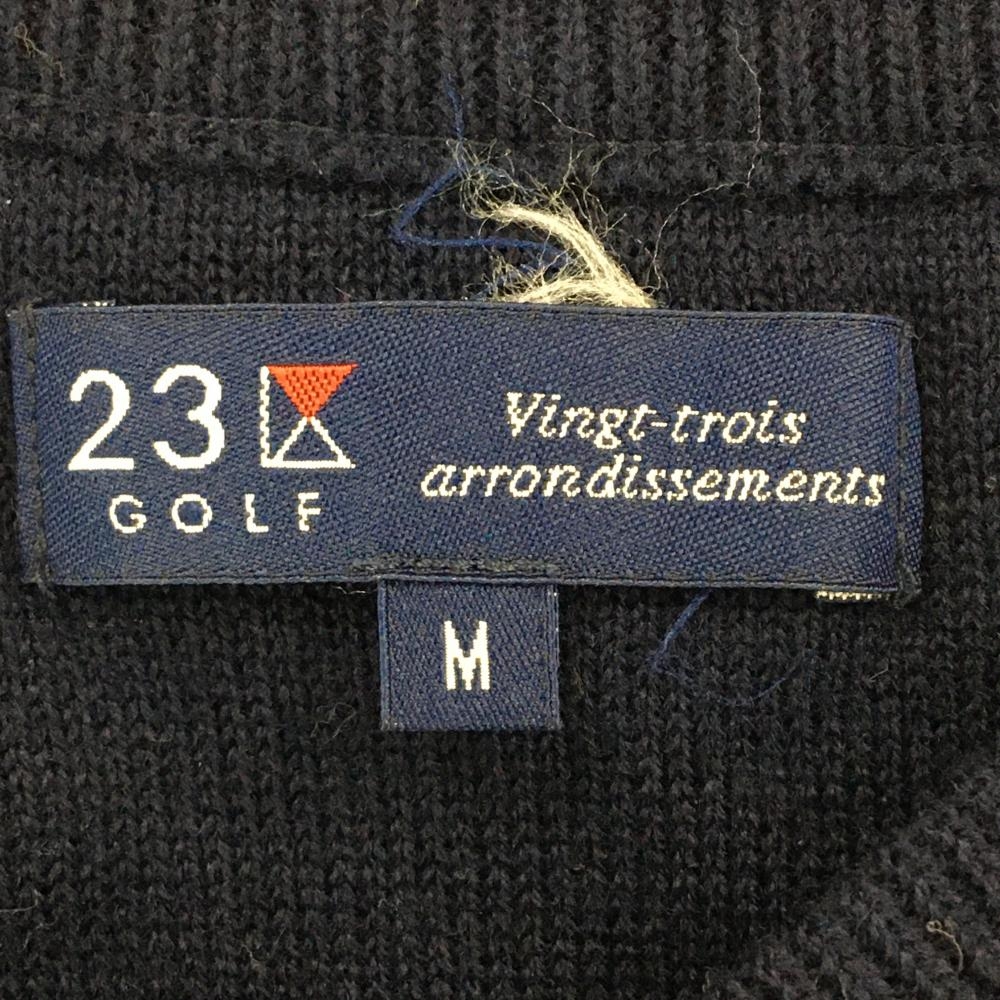 23
GOLF
Vingt-trois
arrondissements
M